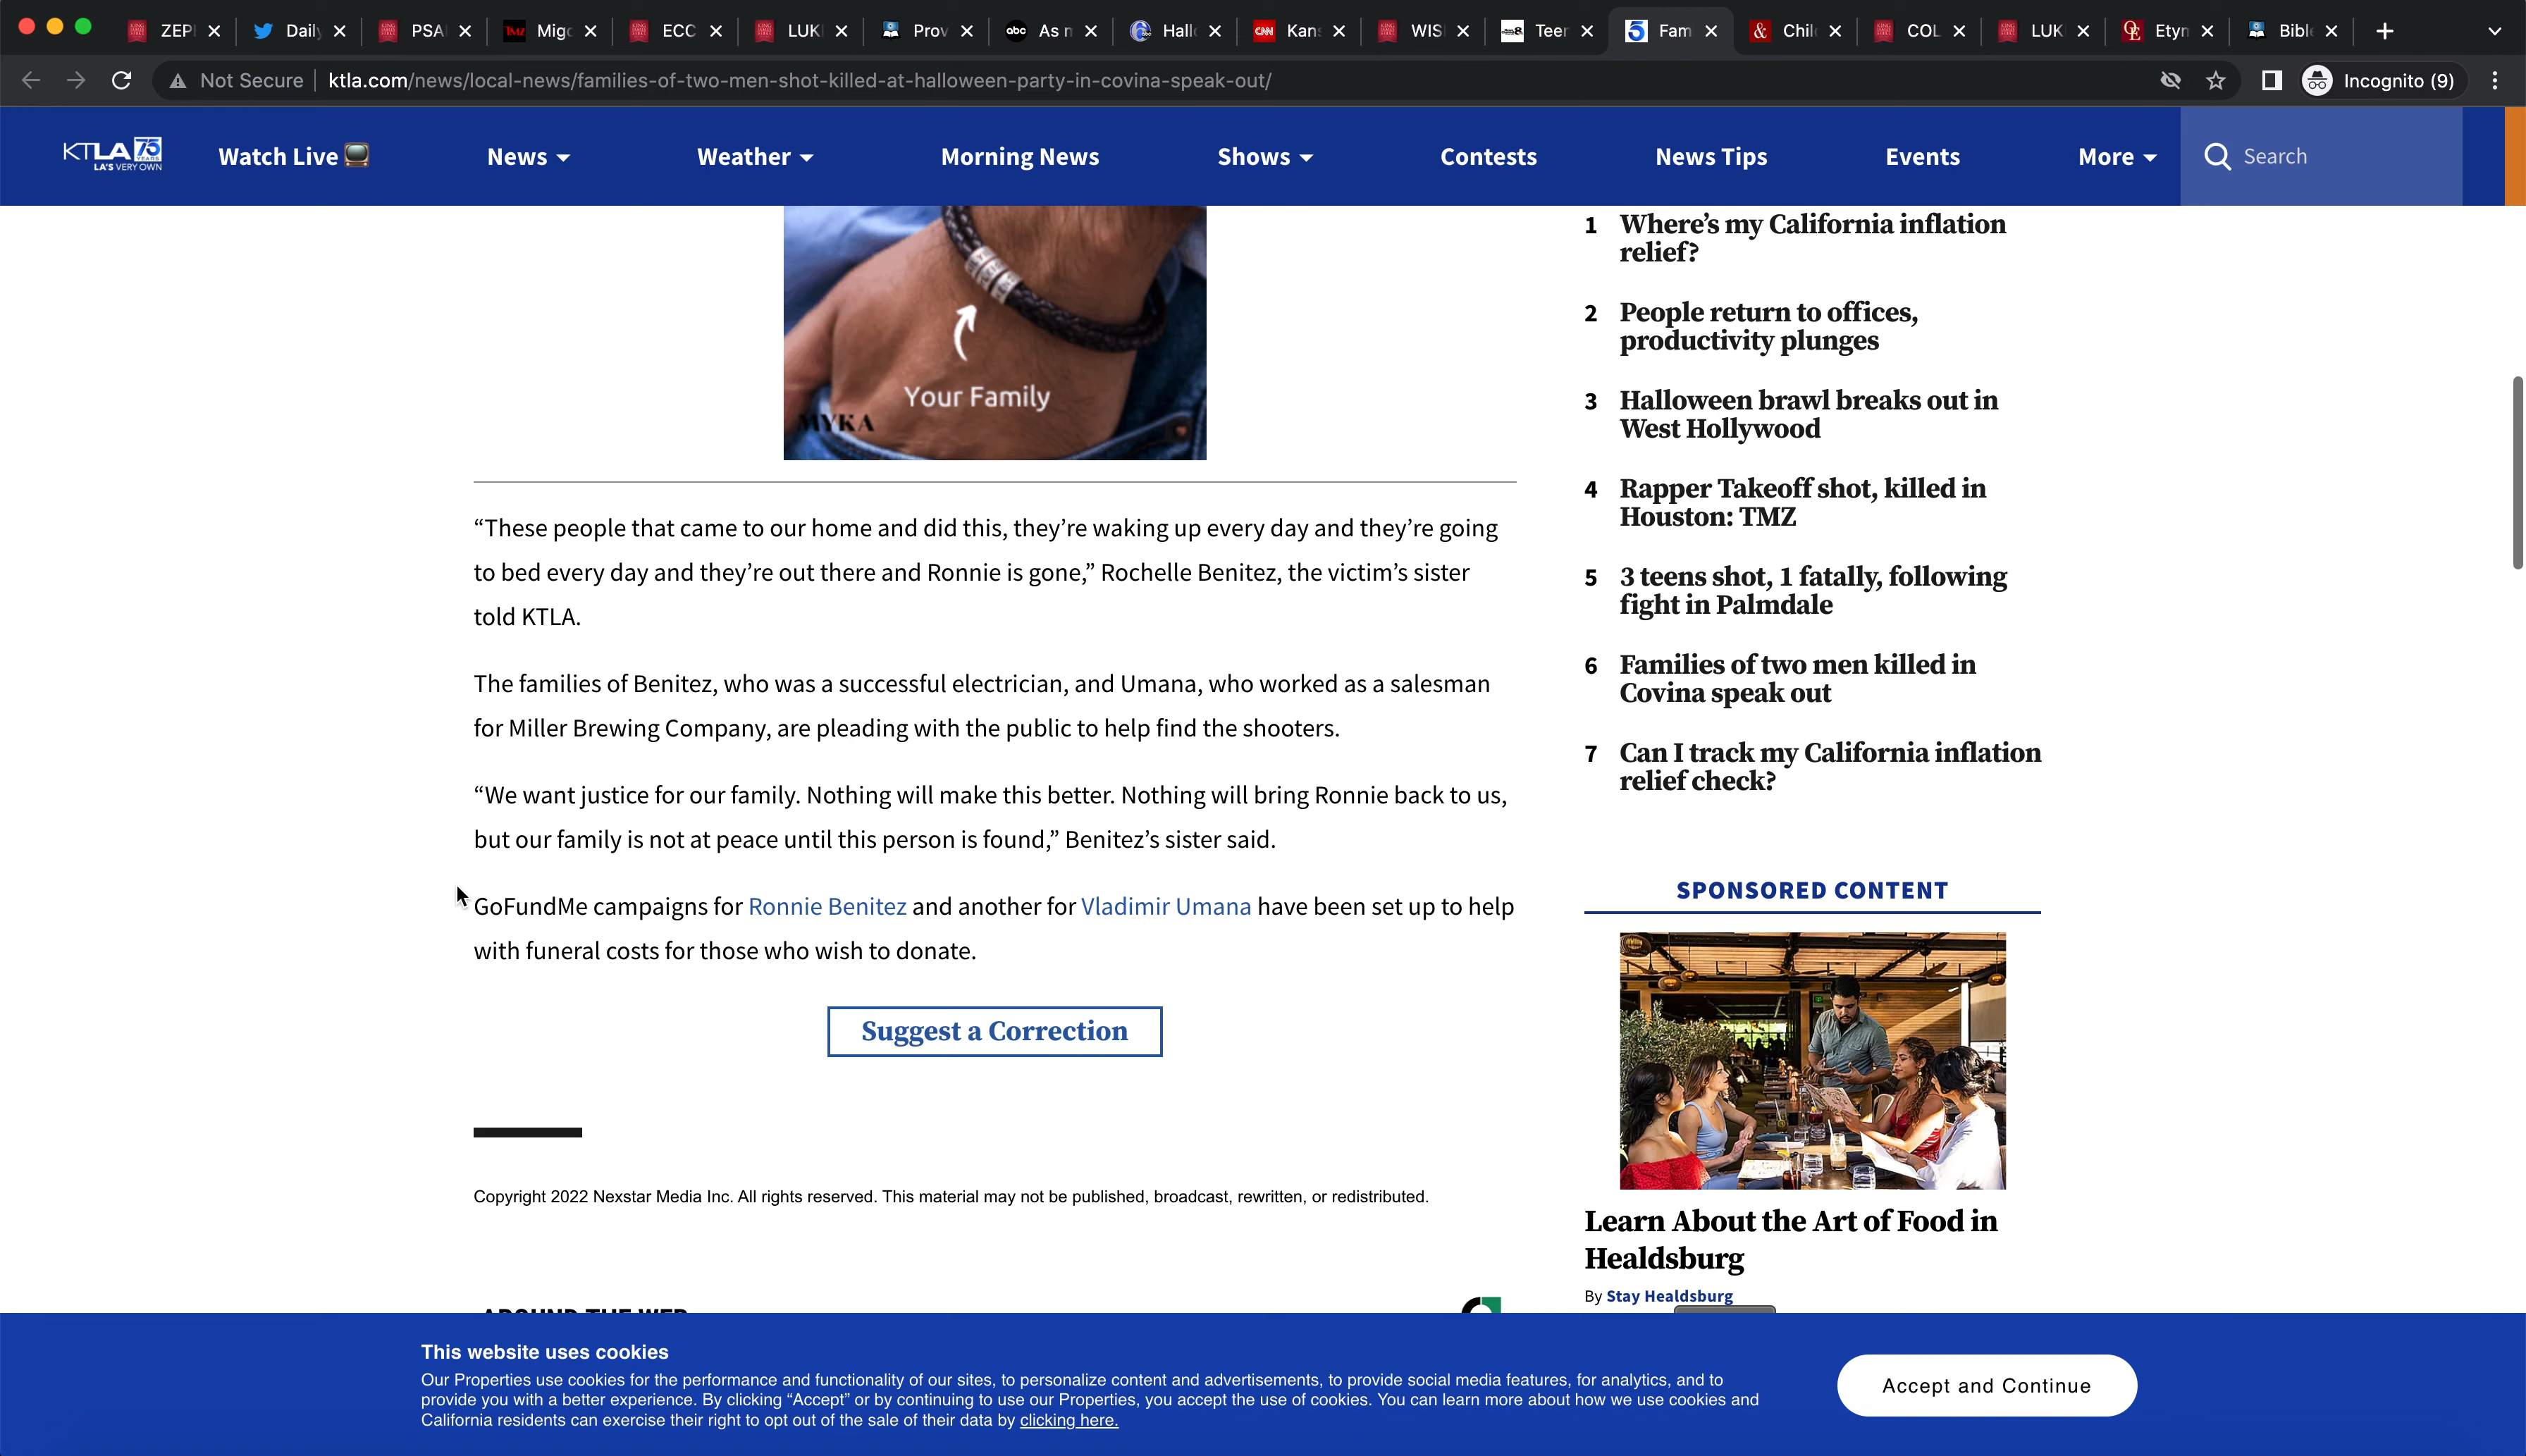 ZEP
Daily
PSA
TMZ
Migo
ECC
LUK
Prov
abc
As m
Hall
CNN
Kans
WIS
Teen
5
Fam
&
Chil
COL
LUK
OE
Etym
Bible
Not Secure
ktla.com/news/local-news/families-of-two-men-shot-killed-at-halloween-party-in-covina-speak-out/
Incognito (9)
KTLA 75 YEARS
LA'S VERY OWN
Watch Live
News
Weather
Morning News
Shows
Contests
News Tips
Events
More
Search
Your Family
MYKA
“These people that came to our home and did this, they’re waking up every day and they’re going
to bed every day and they’re out there and Ronnie is gone,” Rochelle Benitez, the victim’s sister
told KTLA.
The families of Benitez, who was a successful electrician, and Umana, who worked as a salesman
for Miller Brewing Company, are pleading with the public to help find the shooters.
“We want justice for our family. Nothing will make this better. Nothing will bring Ronnie back to us,
but our family is not at peace until this person is found,” Benitez’s sister said.
GoFundMe campaigns for Ronnie Benitez and another for Vladimir Umana have been set up to help
with funeral costs for those who wish to donate.
Suggest a Correction
Copyright 2022 Nexstar Media Inc. All rights reserved. This material may not be published, broadcast, rewritten, or redistributed.
AROUND THE WEB
1 Where’s my California inflation
relief?
2 People return to offices,
productivity plunges
3 Halloween brawl breaks out in
West Hollywood
4 Rapper Takeoff shot, killed in
Houston: TMZ
5 3 teens shot, 1 fatally, following
fight in Palmdale
6 Families of two men killed in
Covina speak out
7 Can I track my California inflation
relief check?
SPONSORED CONTENT
Learn About the Art of Food in
Healdsburg
By Stay Healdsburg
This website uses cookies
Our Properties use cookies for the performance and functionality of our sites, to personalize content and advertisements, to provide social media features, for analytics, and to
provide you with a better experience. By clicking “Accept” or by continuing to use our Properties, you accept the use of cookies. You can learn more about how we use cookies and
California residents can exercise their right to opt out of the sale of their data by clicking here.
Accept and Continue